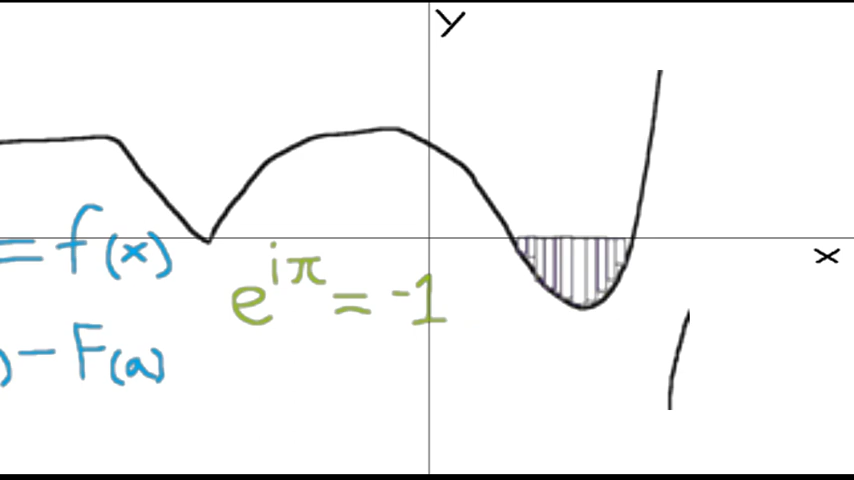 y
x
= f(x)
e^{iπ} = -1
) - F(a)